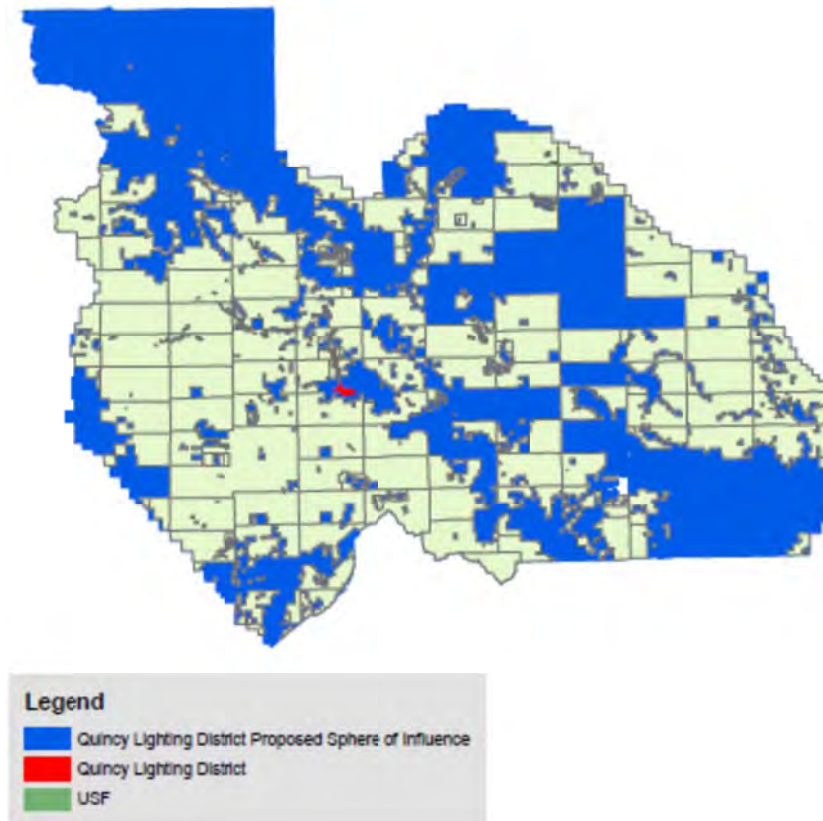 Legend
Quincy Lighting District Proposed Sphere of Influence
Quincy Lighting District
USF